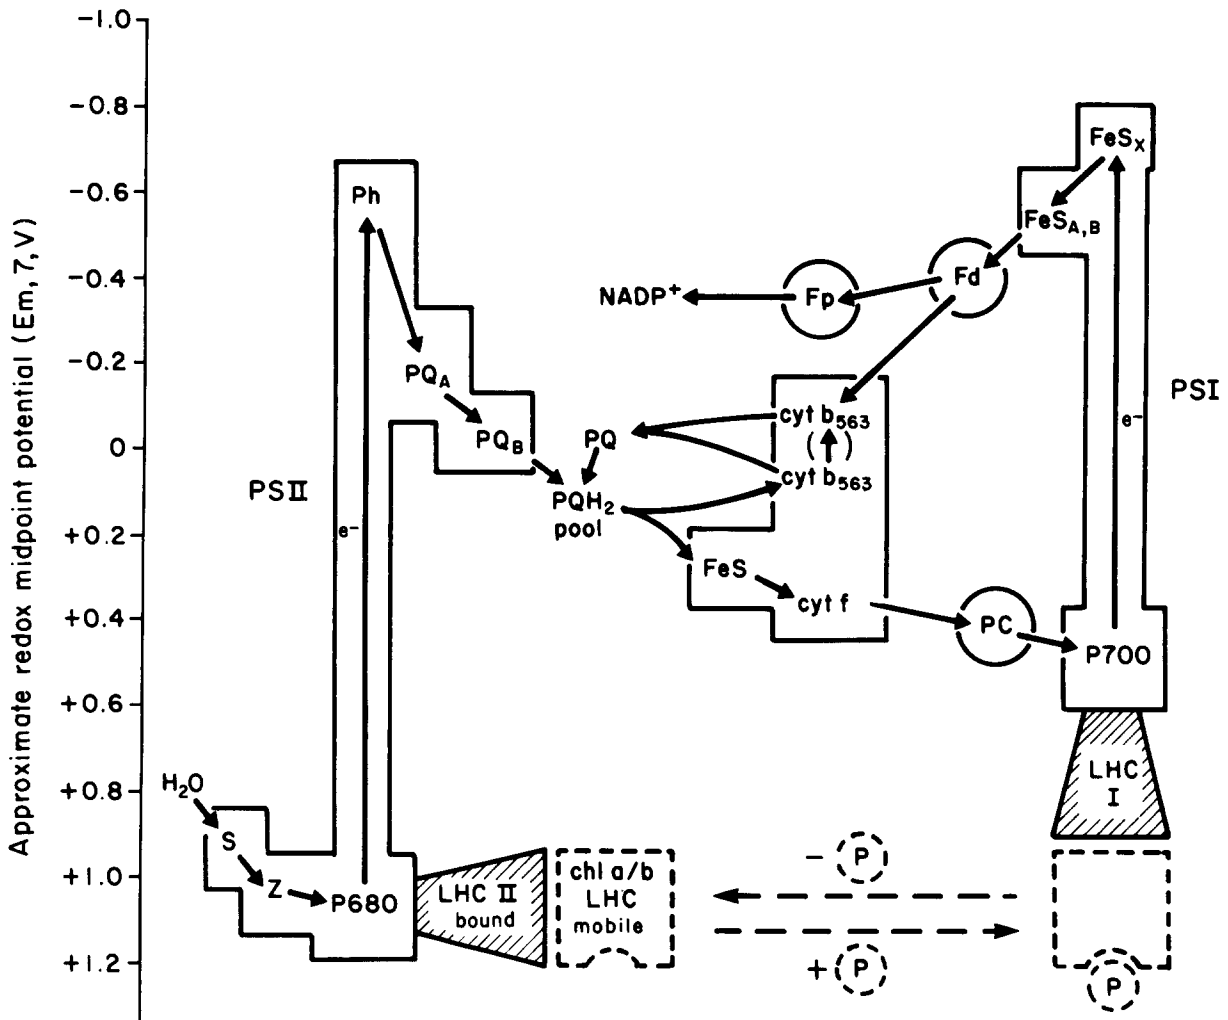 Approximate redox midpoint potential (Em, 7, V)
-1.0
-0.8
-0.6
-0.4
-0.2
0
+0.2
+0.4
+0.6
+0.8
+1.0
+1.2
PSII
Ph
PQA
PQB
e-
H2O
S
Z
P680
LHC II
bound
chl a/b
LHC
mobile
PQ
PQH2
pool
NADP+
Fp
Fd
cyt b563
( )
cyt b563
FeS
cyt f
PC
PSI
FeSX
FeSA,B
e-
P700
LHC
I
- P
+ P
P